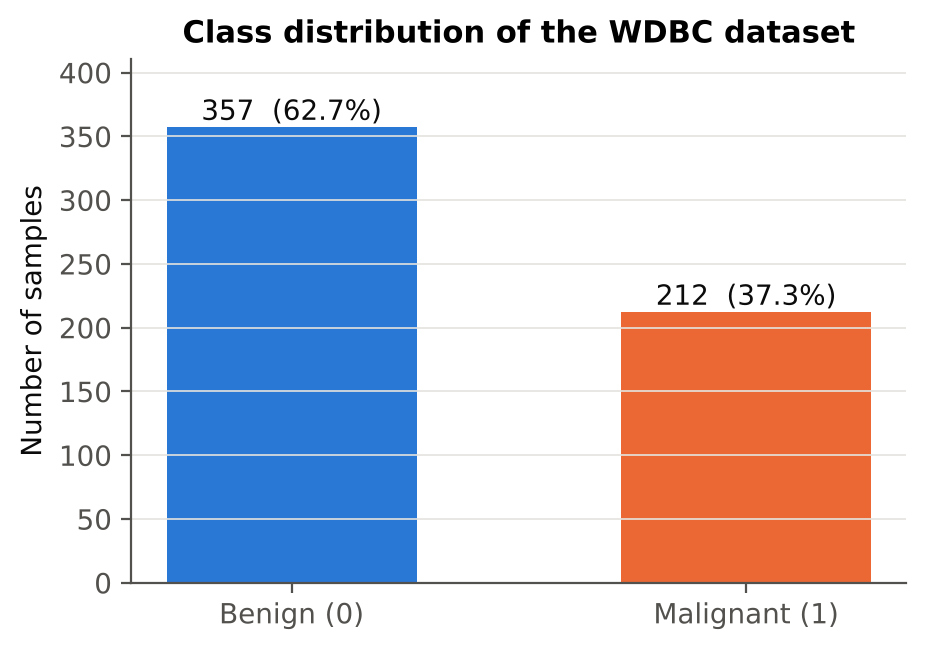 Class distribution of the WDBC dataset
Number of samples
400
350
300
250
200
150
100
50
0
357 (62.7%)
212 (37.3%)
Benign (0)
Malignant (1)